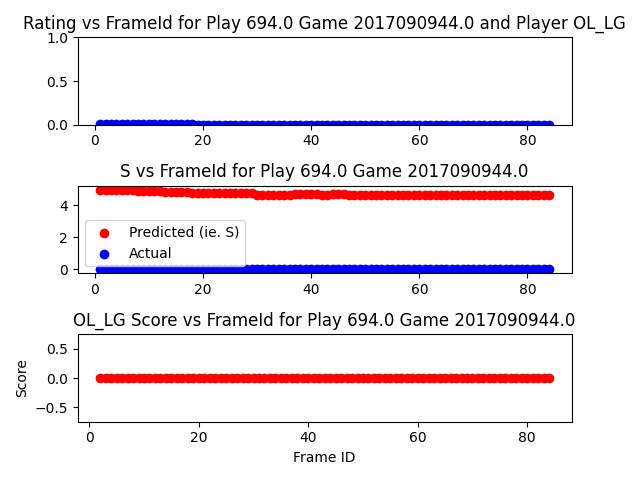 Rating vs FrameId for Play 694.0 Game 2017090944.0 and Player OL_LG
1.0
0.5
0.0
0 20 40 60 80
S vs FrameId for Play 694.0 Game 2017090944.0
4
2
0
Predicted (ie. S)
Actual
0 20 40 60 80
OL_LG Score vs FrameId for Play 694.0 Game 2017090944.0
Score
0.5
0.0
−0.5
0 20 40 60 80
Frame ID